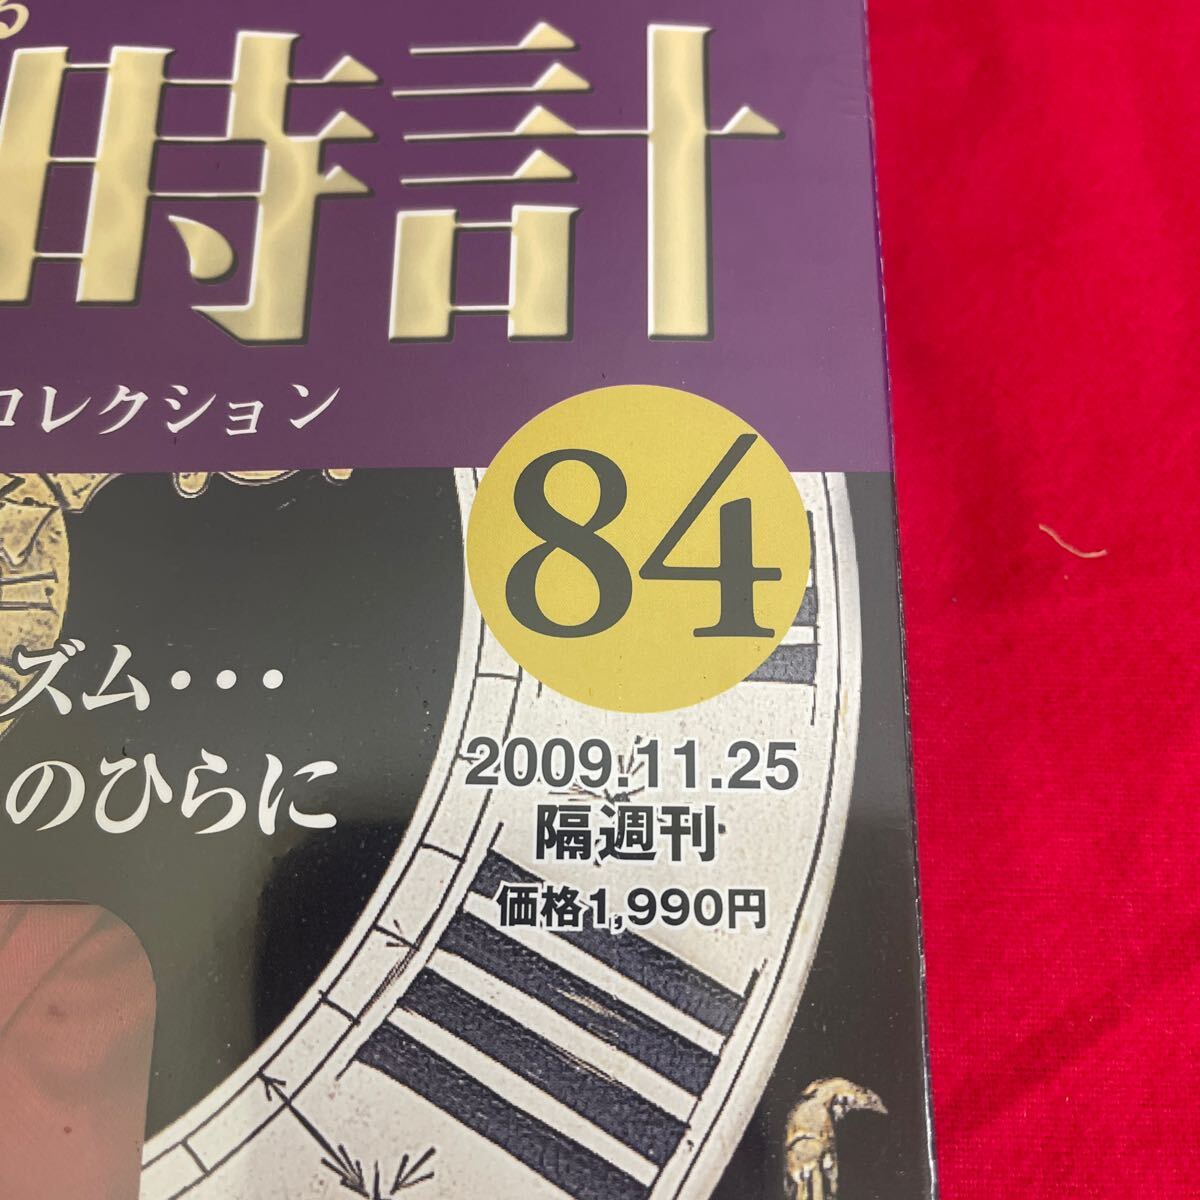 る
時計
コレクション
84
ズム・・・
のひらに
2009.11.25
隔週刊
価格1,990円